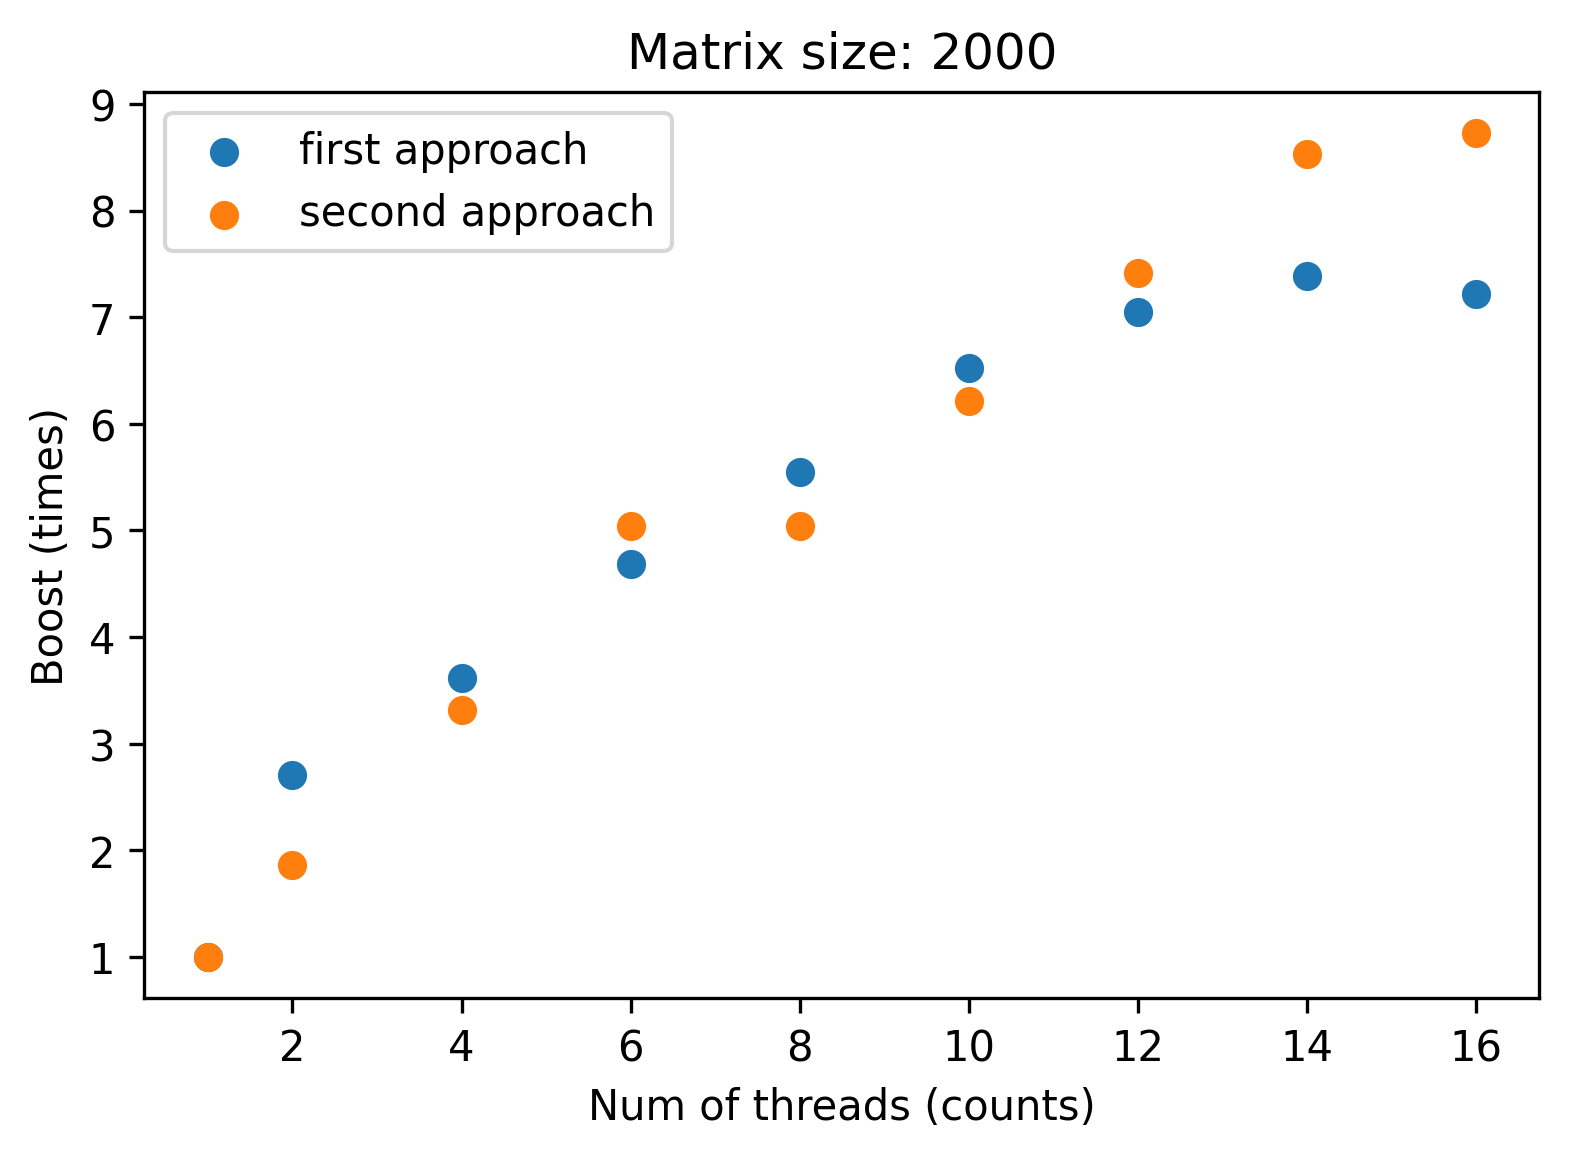 Matrix size: 2000
first approach
second approach
9
8
7
6
5
4
3
2
1
Boost (times)
2 4 6 8 10 12 14 16
Num of threads (counts)